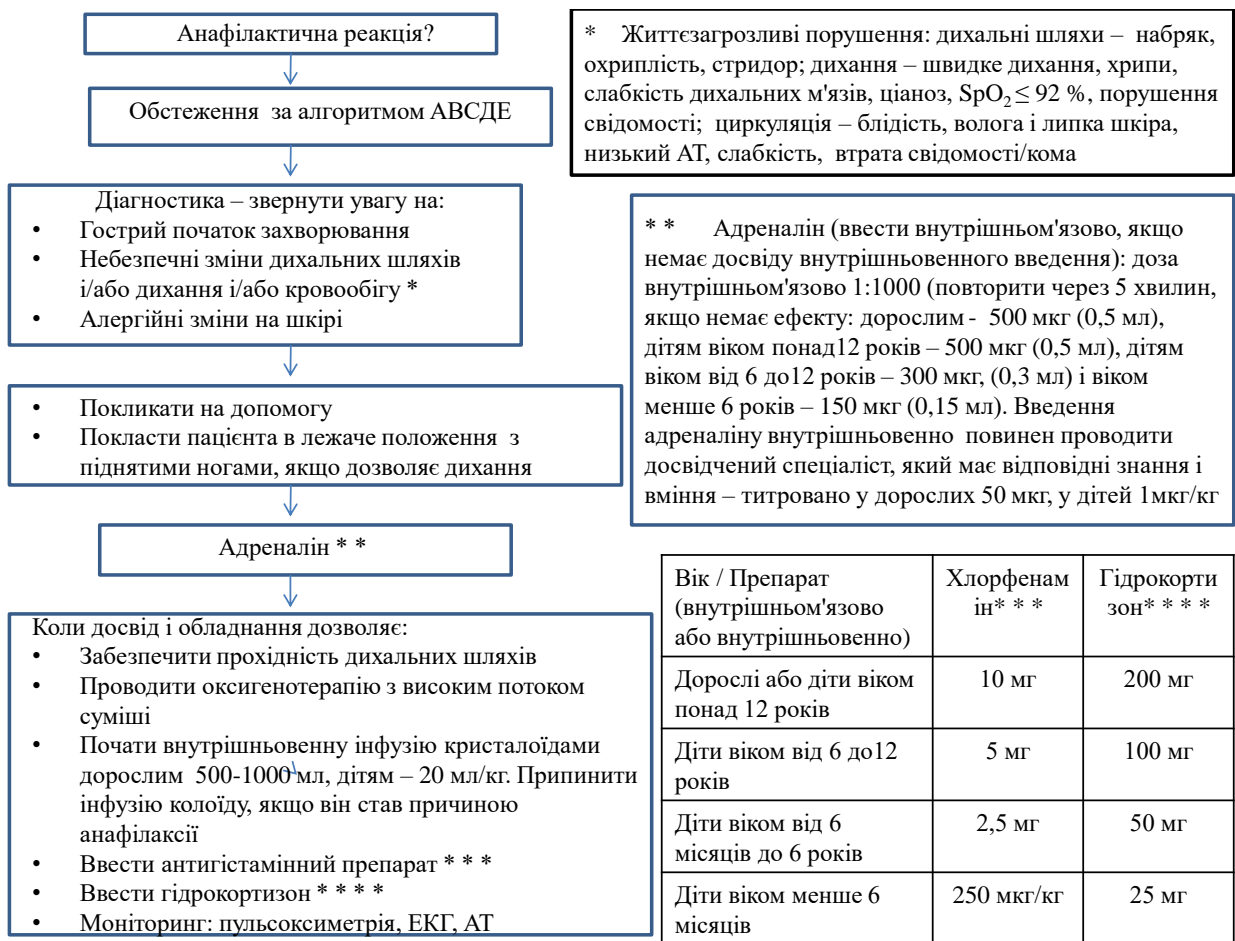 Анафілактична реакція?
Обстеження за алгоритмом АВСДЕ
Діагностика – звернути увагу на:
• Гострий початок захворювання
• Небезпечні зміни дихальних шляхів
і/або дихання і/або кровообігу *
• Алергійні зміни на шкірі
• Покликати на допомогу
• Покласти пацієнта в лежаче положення з
піднятими ногами, якщо дозволяє дихання
Адреналін * *
Коли досвід і обладнання дозволяє:
• Забезпечити прохідність дихальних шляхів
• Проводити оксигенотерапію з високим потоком
суміші
• Почати внутрішньовенну інфузію кристалоїдами
дорослим 500-1000 мл, дітям – 20 мл/кг. Припинити
інфузію колоїду, якщо він став причиною
анафілаксії
• Ввести антигістамінний препарат * * *
• Ввести гідрокортизон * * * *
• Моніторинг: пульсоксиметрія, ЕКГ, АТ
* Життєзагрозливі порушення: дихальні шляхи – набряк,
охриплість, стридор; дихання – швидке дихання, хрипи,
слабкість дихальних м'язів, ціаноз, SpO2 ≤ 92 %, порушення
свідомості; циркуляція – блідість, волога і липка шкіра,
низький АТ, слабкість, втрата свідомості/кома
* * Адреналін (ввести внутрішньом'язово, якщо
немає досвіду внутрішньовенного введення): доза
внутрішньом'язово 1:1000 (повторити через 5 хвилин,
якщо немає ефекту: дорослим - 500 мкг (0,5 мл),
дітям віком понад12 років – 500 мкг (0,5 мл), дітям
віком від 6 до12 років – 300 мкг, (0,3 мл) і віком
менше 6 років – 150 мкг (0,15 мл). Введення
адреналіну внутрішньовенно повинен проводити
досвідчений спеціаліст, який має відповідні знання і
вміння – титровано у дорослих 50 мкг, у дітей 1мкг/кг
Вік / Препарат
(внутрішньом'язово
або внутрішньовенно)
Хлорфенам
ін* * *
Гідрокорти
зон* * * *
Дорослі або діти віком
понад 12 років
10 мг
200 мг
Діти віком від 6 до12
років
5 мг
100 мг
Діти віком від 6
місяців до 6 років
2,5 мг
50 мг
Діти віком менше 6
місяців
250 мкг/кг
25 мг